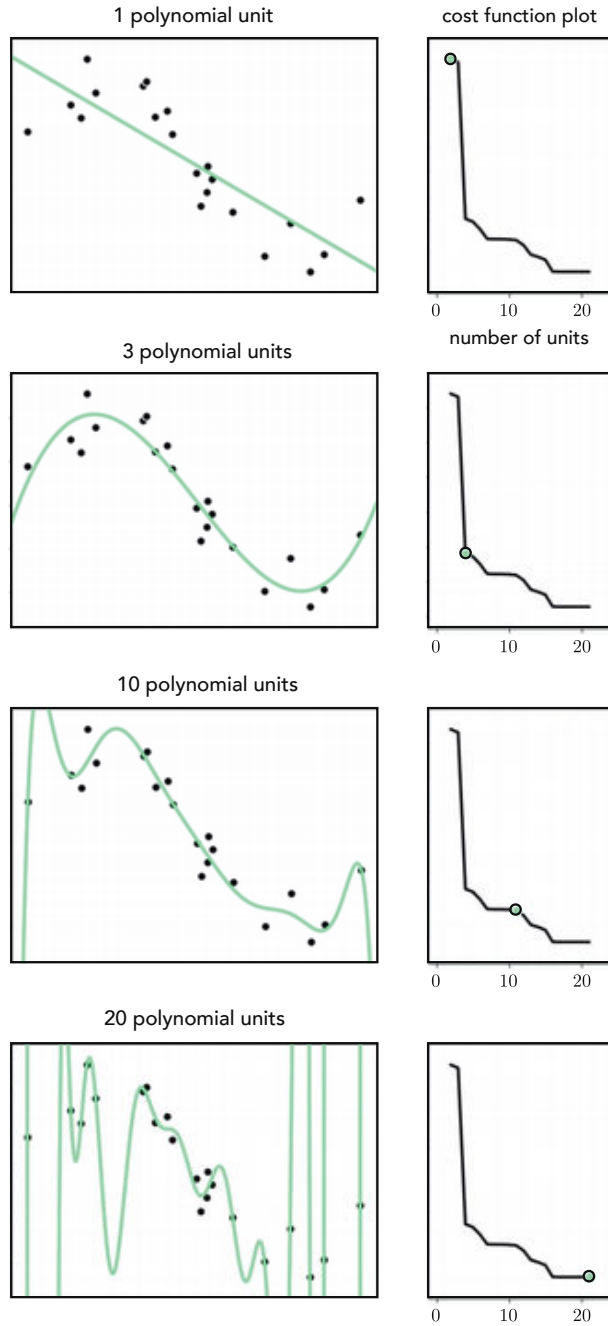 1 polynomial unit
cost function plot
0 10 20
number of units
3 polynomial units
0 10 20
10 polynomial units
0 10 20
20 polynomial units
0 10 20